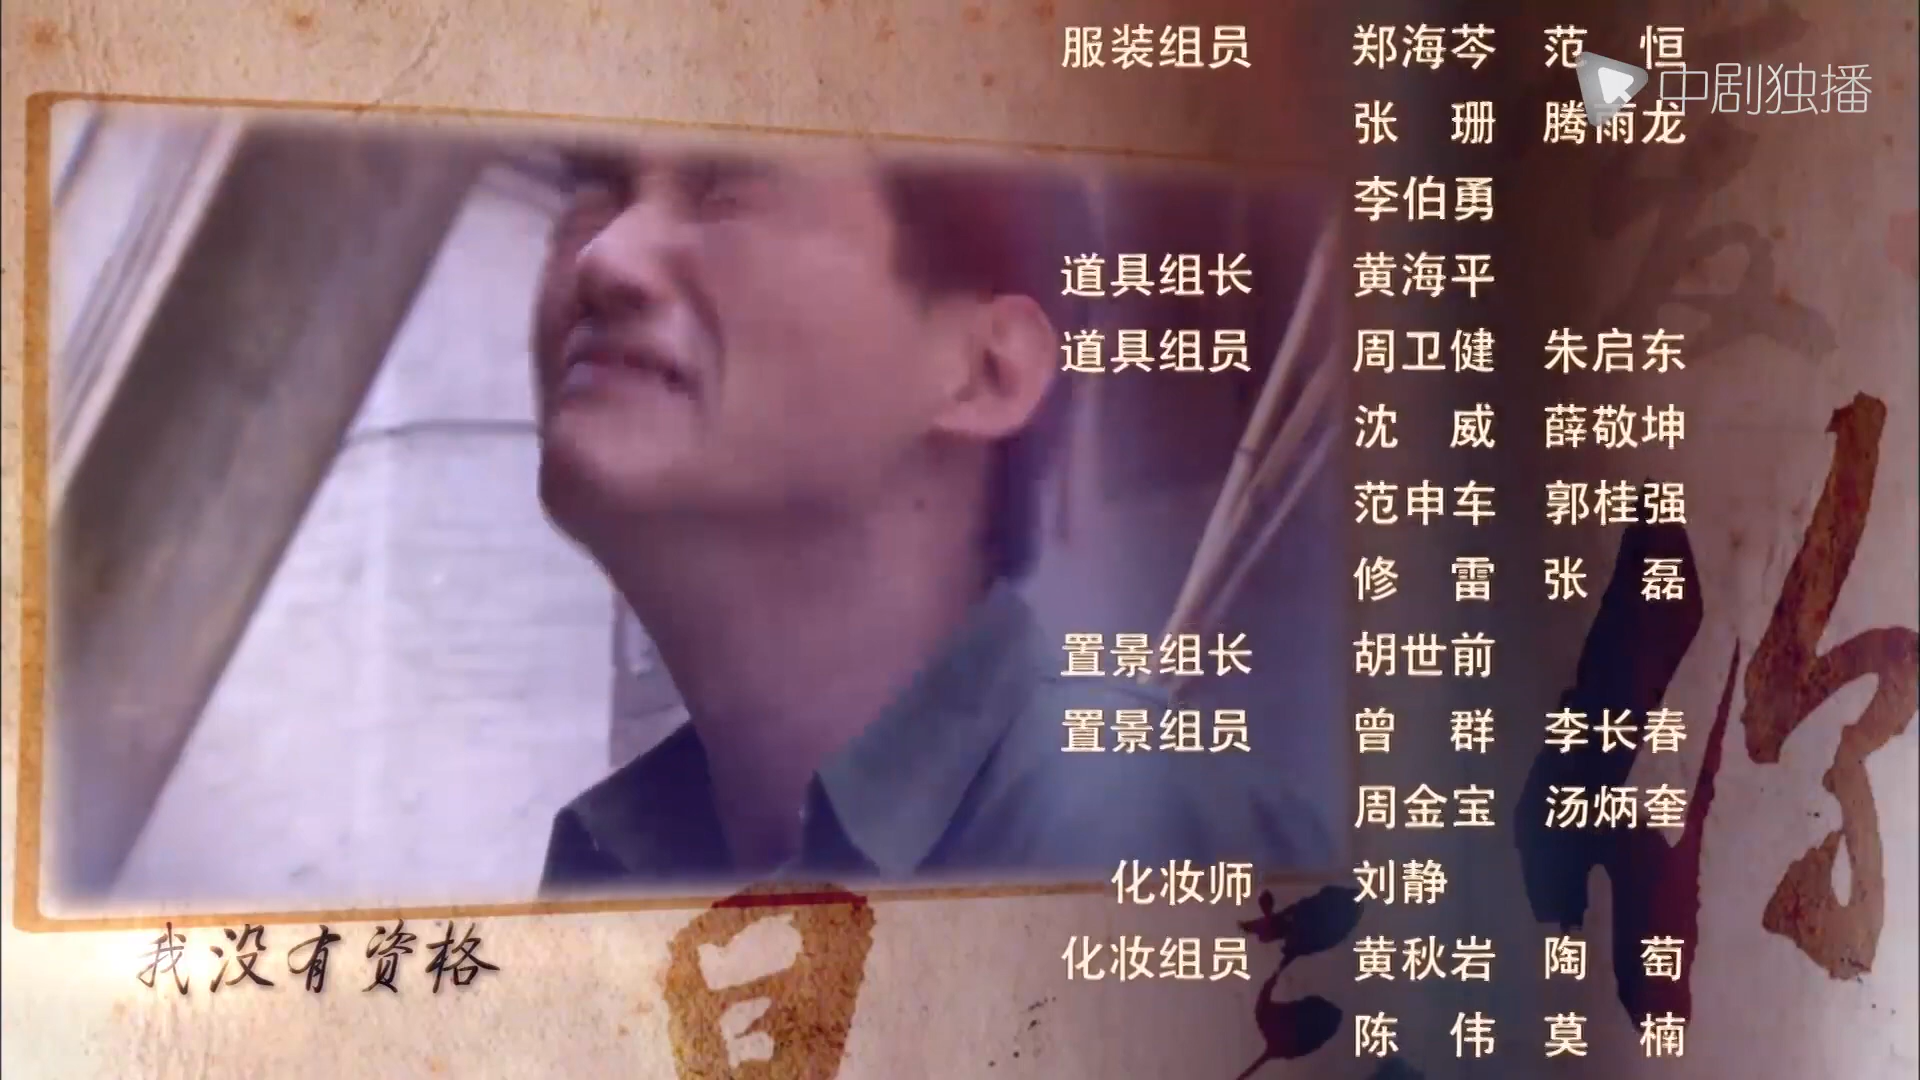 服装组员 郑海芩 范 恒
中剧独播
张 珊 腾雨龙
李伯勇
道具组长 黄海平
道具组员 周卫健 朱启东
沈 威 薛敬坤
范申车 郭桂强
修 雷 张 磊
置景组长 胡世前
置景组员 曾 群 李长春
周金宝 汤炳奎
化妆师 刘静
我没有资格
化妆组员 黄秋岩 陶 萄
陈 伟 莫 楠